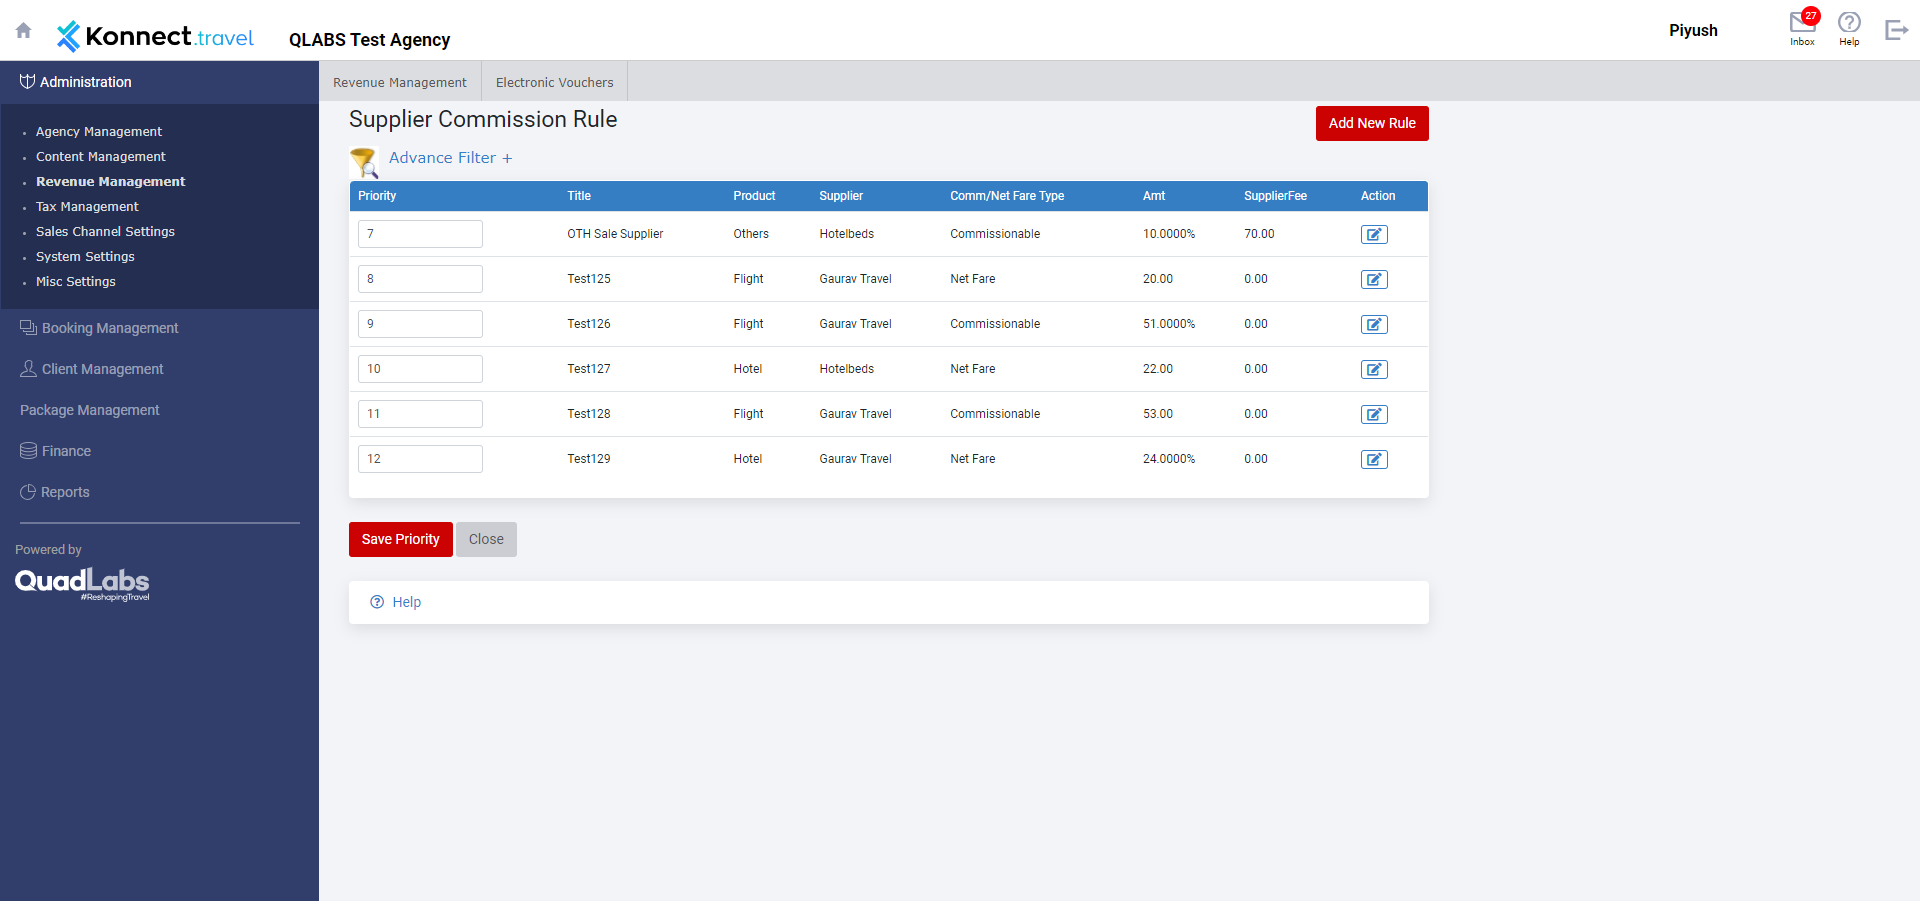 Konnect.travel
QLABS Test Agency
Piyush
27
Inbox
Help
Administration
Agency Management
Content Management
Revenue Management
Tax Management
Sales Channel Settings
System Settings
Misc Settings
Booking Management
Client Management
Package Management
Finance
Reports
Powered by
QuadLabs
#ReshapingTravel
Revenue Management
Electronic Vouchers
Supplier Commission Rule
Add New Rule
Advance Filter +
Priority Title Product Supplier Comm/Net Fare Type Amt SupplierFee Action
7 OTH Sale Supplier Others Hotelbeds Commissionable 10.0000% 70.00
8 Test125 Flight Gaurav Travel Net Fare 20.00 0.00
9 Test126 Flight Gaurav Travel Commissionable 51.0000% 0.00
10 Test127 Hotel Hotelbeds Net Fare 22.00 0.00
11 Test128 Flight Gaurav Travel Commissionable 53.00 0.00
12 Test129 Hotel Gaurav Travel Net Fare 24.0000% 0.00
Save Priority
Close
Help